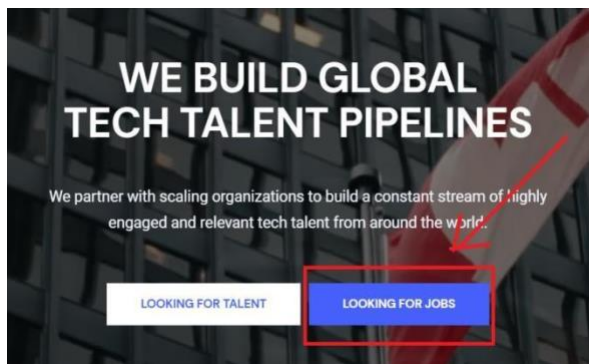 WE BUILD GLOBAL
TECH TALENT PIPELINES
We partner with scaling organizations to build a constant stream of highly
engaged and relevant tech talent from around the world.
LOOKING FOR TALENT
LOOKING FOR JOBS